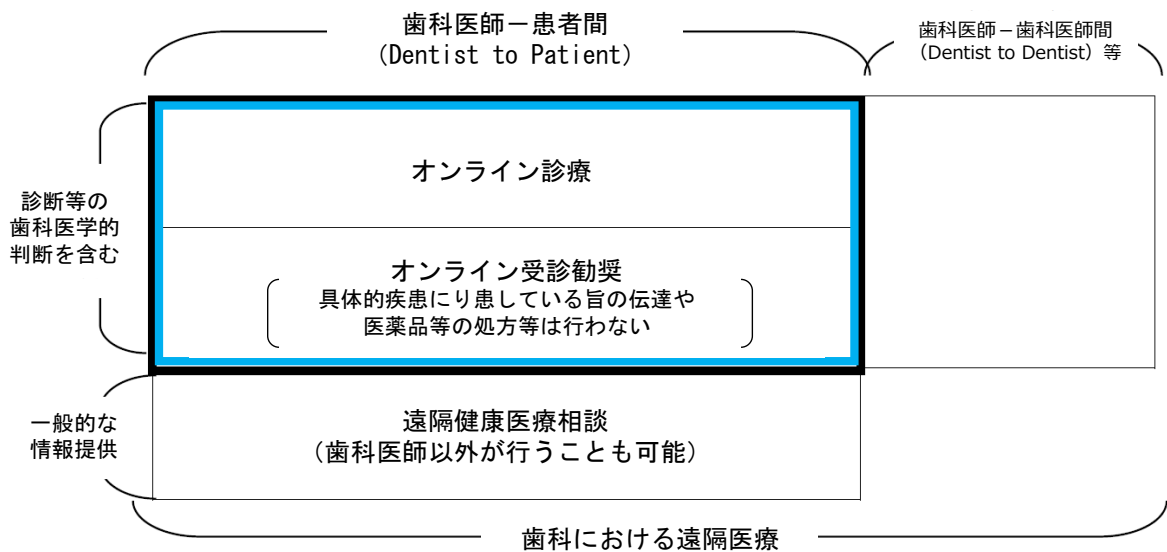 歯科医師－患者間
(Dentist to Patient)
歯科医師－歯科医師間
(Dentist to Dentist) 等
オンライン診療
診断等の
歯科医学的
判断を含む
オンライン受診勧奨
具体的疾患にり患している旨の伝達や
医薬品等の処方等は行わない
一般的な
情報提供
遠隔健康医療相談
(歯科医師以外が行うことも可能)
歯科における遠隔医療